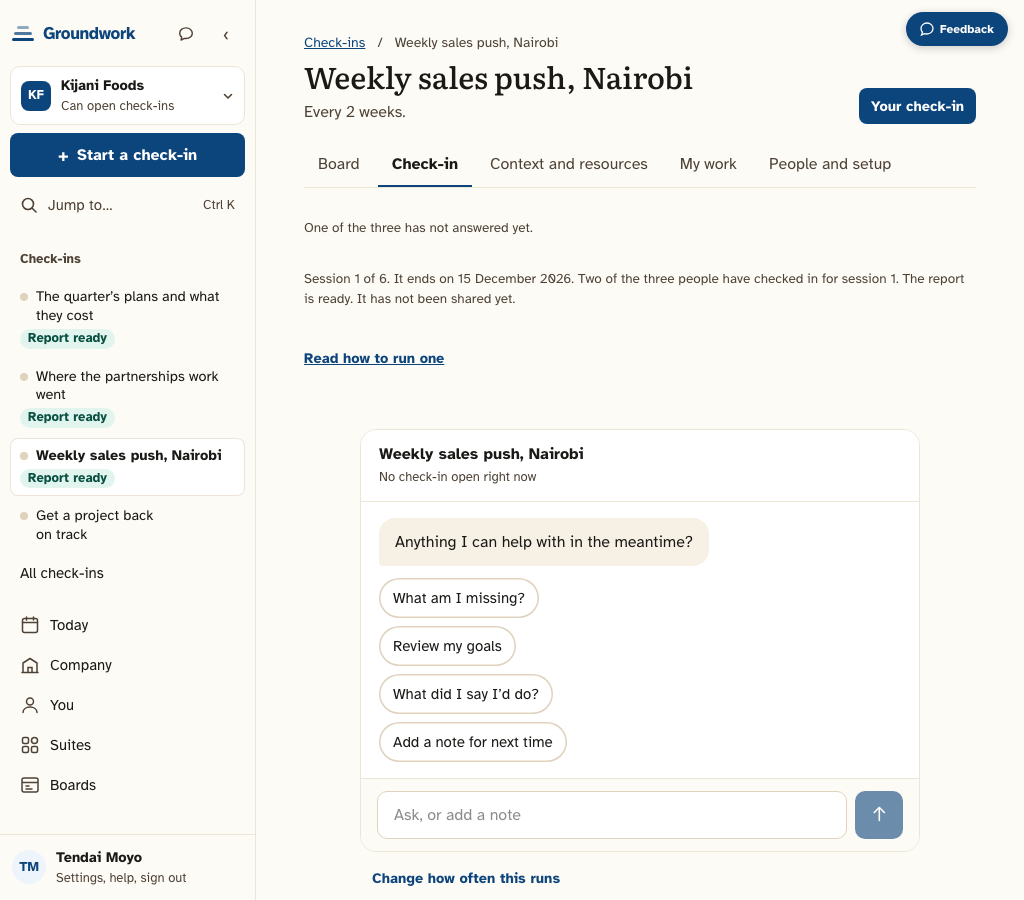 Groundwork
KF
Kijani Foods
Can open check-ins
+ Start a check-in
Jump to…
Ctrl K
Check-ins
The quarter’s plans and what
they cost
Report ready
Where the partnerships work
went
Report ready
Weekly sales push, Nairobi
Report ready
Get a project back
on track
All check-ins
Today
Company
You
Suites
Boards
TM
Tendai Moyo
Settings, help, sign out
Feedback
Check-ins / Weekly sales push, Nairobi
Weekly sales push, Nairobi
Every 2 weeks.
Your check-in
Board
Check-in
Context and resources
My work
People and setup
One of the three has not answered yet.
Session 1 of 6. It ends on 15 December 2026. Two of the three people have checked in for session 1. The report
is ready. It has not been shared yet.
Read how to run one
Weekly sales push, Nairobi
No check-in open right now
Anything I can help with in the meantime?
What am I missing?
Review my goals
What did I say I’d do?
Add a note for next time
Ask, or add a note
Change how often this runs